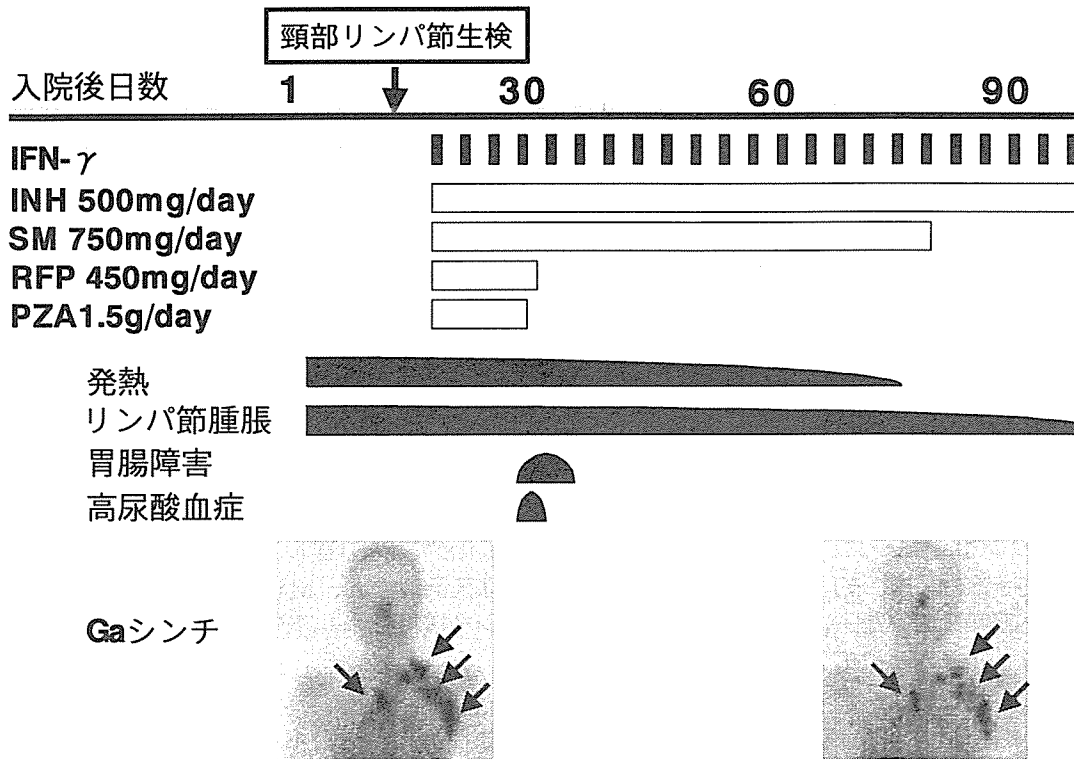 頸部リンパ節生検
入院後日数 1 30 60 90
IFN-γ
INH 500mg/day
SM 750mg/day
RFP 450mg/day
PZA1.5g/day
発熱
リンパ節腫脹
胃腸障害
高尿酸血症
Gaシンチ